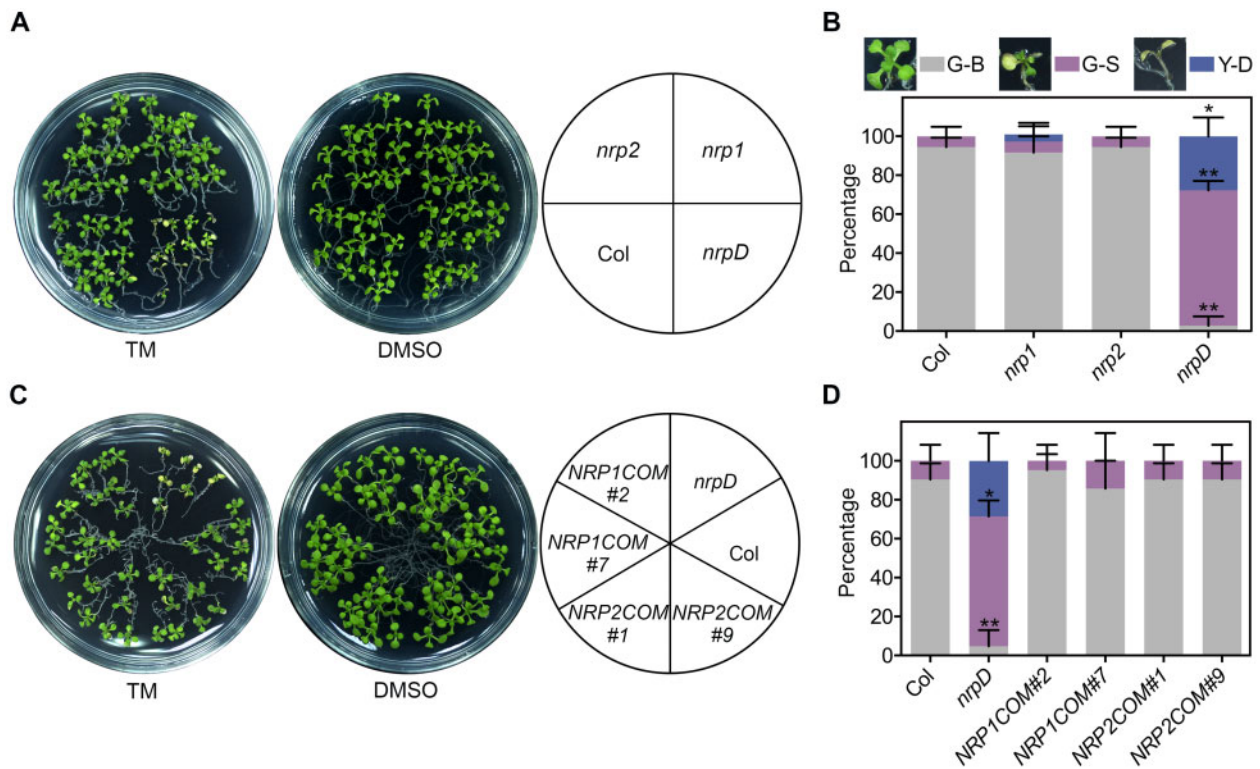 A
nrp2
nrp1
Col
nrpD
TM
DMSO
B
G-B
G-S
Y-D
Percentage
100
80
60
40
20
0
*
**
**
Col
nrp1
nrp2
nrpD
C
NRP1COM
#2
nrpD
NRP1COM
#7
Col
NRP2COM
#1
NRP2COM
#9
TM
DMSO
D
Percentage
100
80
60
40
20
0
*
**
Col
nrpD
NRP1COM#2
NRP1COM#7
NRP2COM#1
NRP2COM#9